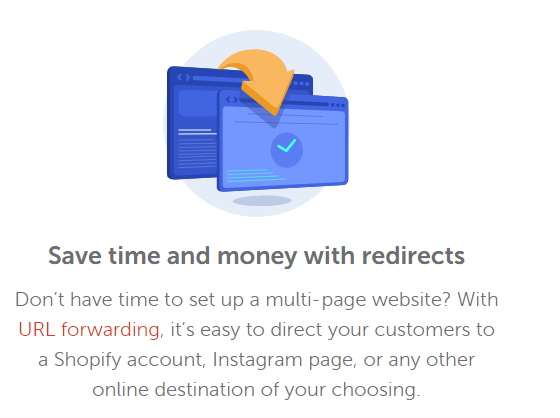 Save time and money with redirects
Don’t have time to set up a multi-page website? With
URL forwarding, it’s easy to direct your customers to
a Shopify account, Instagram page, or any other
online destination of your choosing.